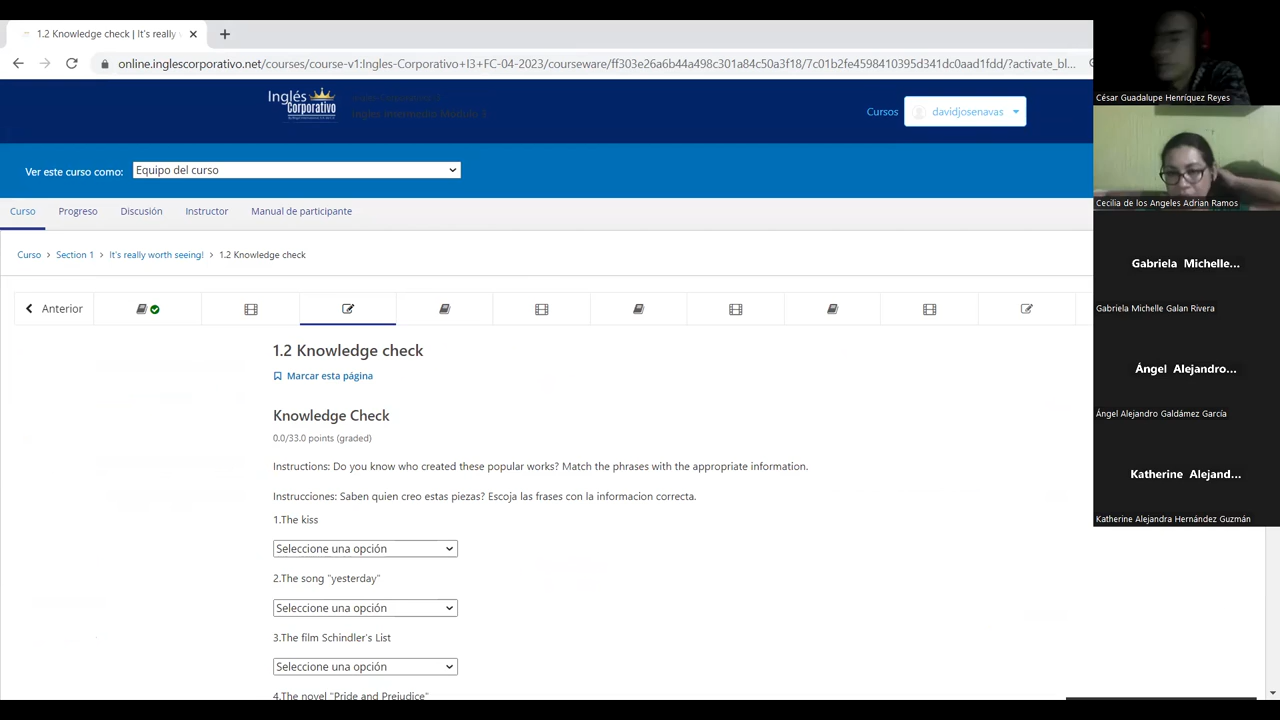 1.2 Knowledge check | It's really
online.inglescorporativo.net/courses/course-v1:Ingles-Corporativo+I3+FC-04-2023/courseware/ff303e26a6b44a498c301a84c50a3f18/7c01b2fe4598410395d341dc0aad1fdd/?activate_bl...
Inglés
Corporativo
Inglés Intermedio Módulo 3
Cursos
davidjosenavas
Ver este curso como:
Equipo del curso
Curso
Progreso
Discusión
Instructor
Manual de participante
Curso > Section 1 > It's really worth seeing! > 1.2 Knowledge check
Anterior
1.2 Knowledge check
Marcar esta página
Knowledge Check
0.0/33.0 points (graded)
Instructions: Do you know who created these popular works? Match the phrases with the appropriate information.
Instrucciones: Saben quien creo estas piezas? Escoja las frases con la informacion correcta.
1.The kiss
Seleccione una opción
2.The song "yesterday"
Seleccione una opción
3.The film Schindler's List
Seleccione una opción
4.The novel "Pride and Prejudice"
César Guadalupe Henríquez Reyes
Cecilia de los Angeles Adrian Ramos
Gabriela Michelle...
Gabriela Michelle Galan Rivera
Ángel Alejandro...
Ángel Alejandro Galdámez García
Katherine Alejand...
Katherine Alejandra Hernández Guzmán